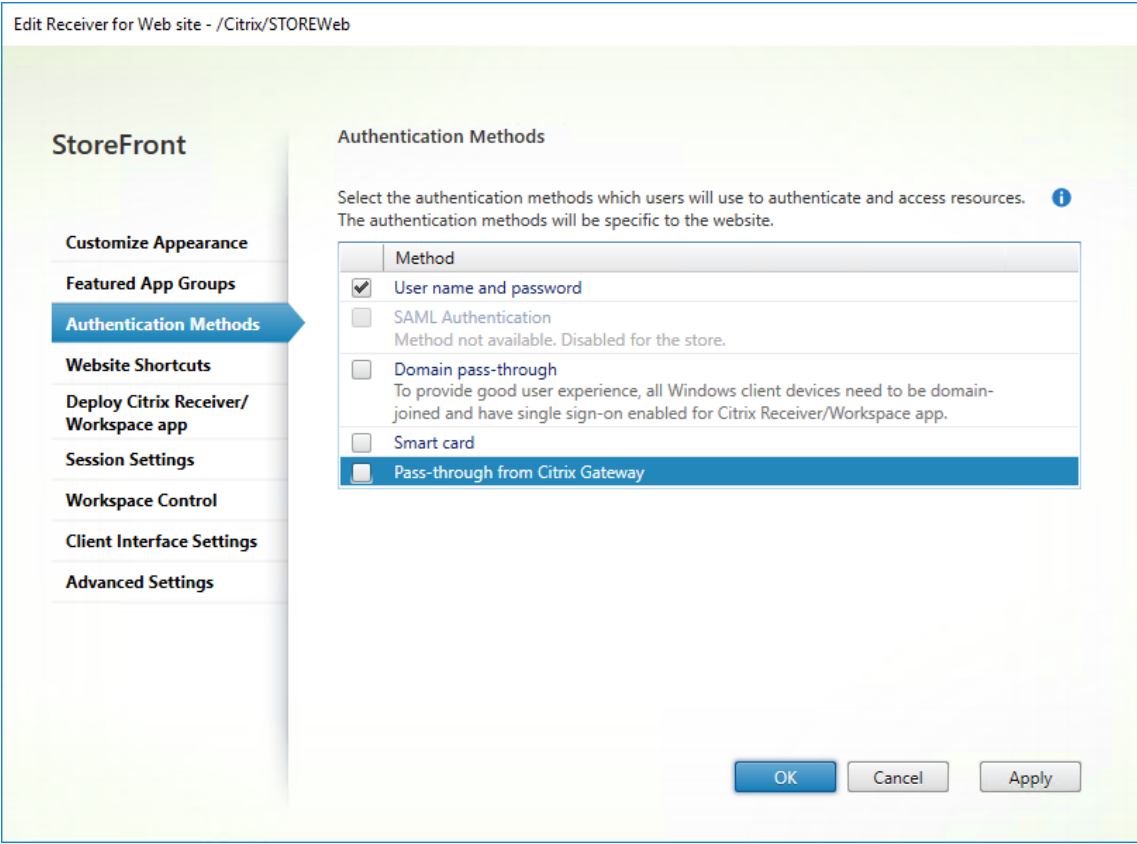 Edit Receiver for Web site - /Citrix/STOREWeb
StoreFront
Customize Appearance
Featured App Groups
Authentication Methods
Website Shortcuts
Deploy Citrix Receiver/
Workspace app
Session Settings
Workspace Control
Client Interface Settings
Advanced Settings
Authentication Methods
Select the authentication methods which users will use to authenticate and access resources.
The authentication methods will be specific to the website.
Method
User name and password
SAML Authentication
Method not available. Disabled for the store.
Domain pass-through
To provide good user experience, all Windows client devices need to be domain-
joined and have single sign-on enabled for Citrix Receiver/Workspace app.
Smart card
Pass-through from Citrix Gateway
OK
Cancel
Apply